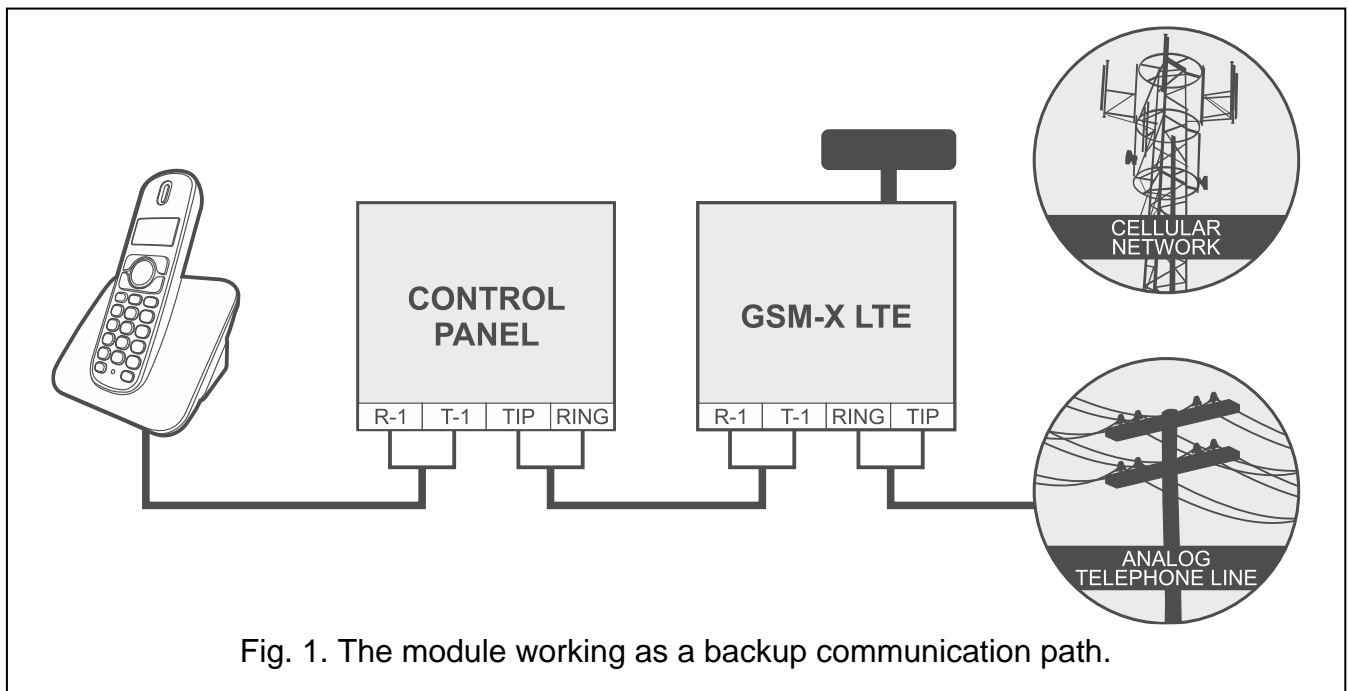 CELLULAR
NETWORK
CONTROL
PANEL
GSM-X LTE
R-1 T-1 TIP RING
R-1 T-1 RING TIP
ANALOG
TELEPHONE LINE
Fig. 1. The module working as a backup communication path.